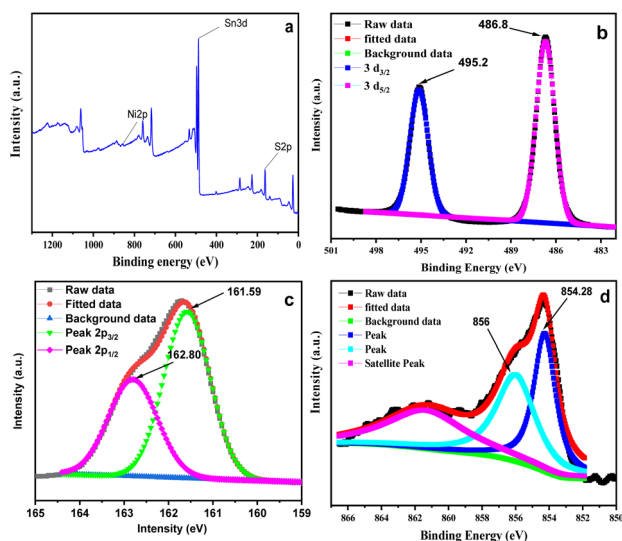 a
Sn3d
Ni2p
S2p
Intensity (a.u.)
1200 1000 800 600 400 200 0
Binding energy (eV)
b
486.8
Raw data
fitted data
Background data
3 d3/2
3 d5/2
495.2
Intensity (a.u.)
501 498 495 492 489 486 483
Binding Energy (eV)
c
Raw data
Fitted data
Background data
Peak 2p3/2
Peak 2p1/2
161.59
162.80
Intensity (a.u.)
165 164 163 162 161 160 159
Intensity (eV)
d
Raw data
fitted data
Background data
Peak
Peak
Satellite Peak
854.28
856
Intensity (a.u.)
866 864 862 860 858 856 854 852 850
Binding Energy (eV)